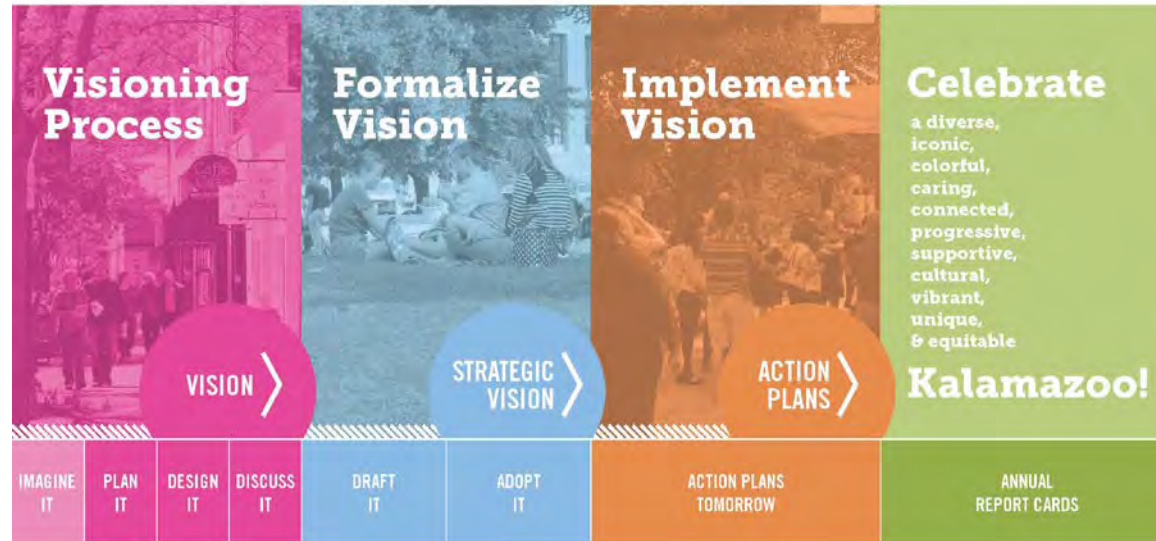 Visioning
Process
VISION
IMAGINE
IT
PLAN
IT
DESIGN
IT
DISCUSS
IT
Formalize
Vision
STRATEGIC
VISION
DRAFT
IT
ADOPT
IT
Implement
Vision
ACTION
PLANS
ACTION PLANS
TOMORROW
Celebrate
a diverse,
iconic,
colorful,
caring,
connected,
progressive,
supportive,
cultural,
vibrant,
unique,
& equitable
Kalamazoo!
ANNUAL
REPORT CARDS